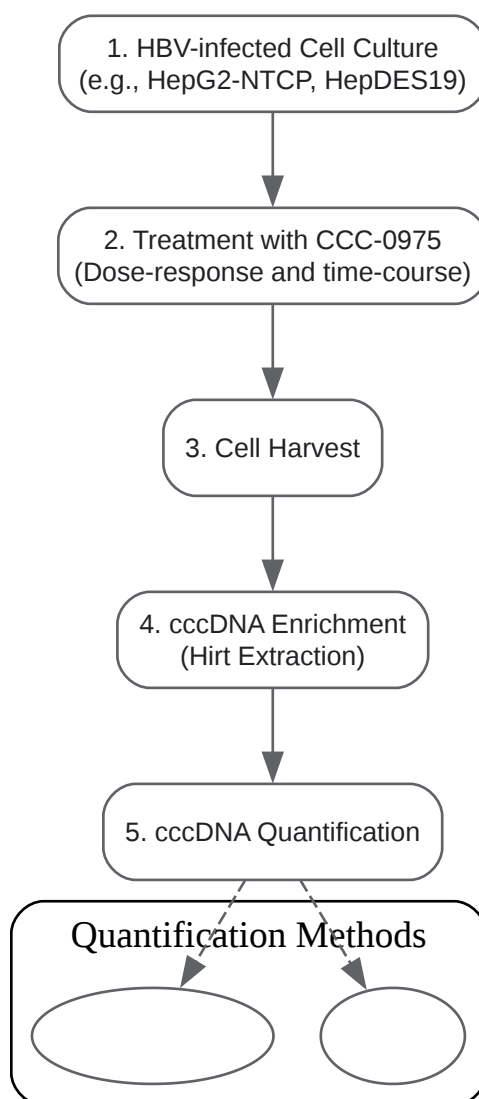 1. HBV-infected Cell Culture
(e.g., HepG2-NTCP, HepDES19)
2. Treatment with CCC-0975
(Dose-response and time-course)
3. Cell Harvest
4. cccDNA Enrichment
(Hirt Extraction)
5. cccDNA Quantification
Quantification Methods